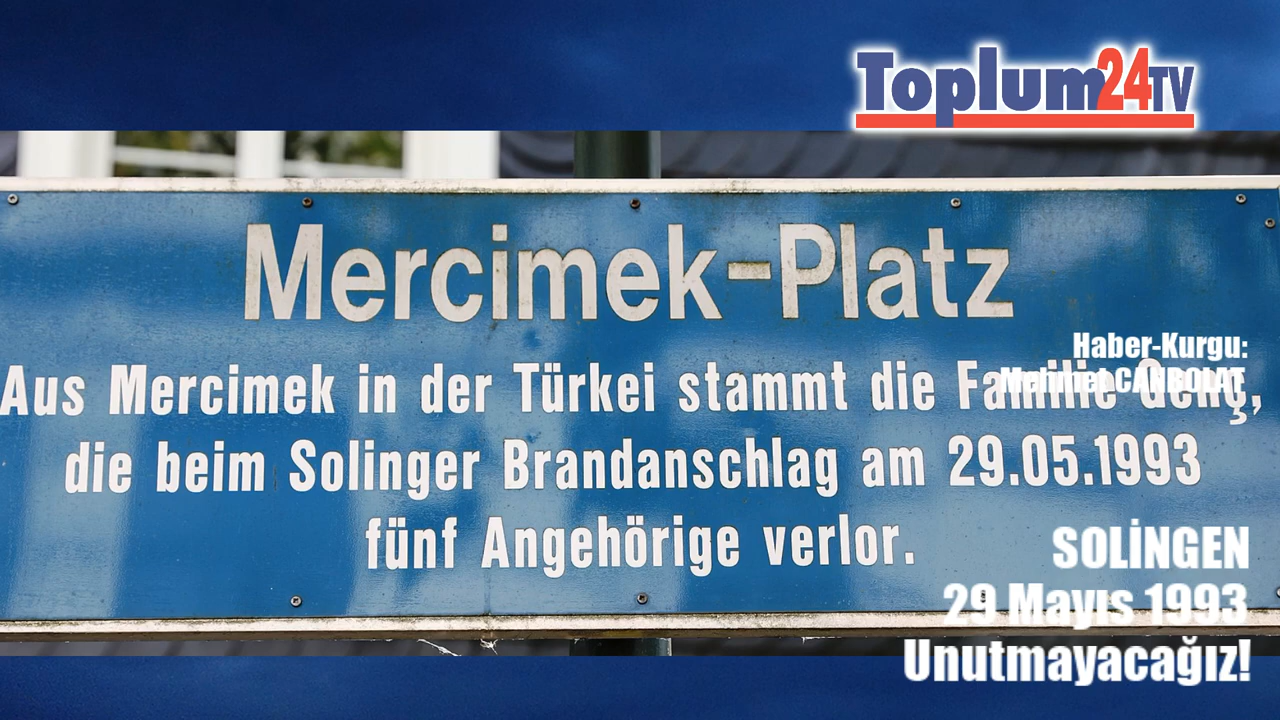 Toplum24TV
Mercimek-Platz
Haber-Kurgu:
Mehmet CANBOLAT
Aus Mercimek in der Türkei stammt die Familie Genç,
die beim Solinger Brandanschlag am 29.05.1993
fünf Angehörige verlor.
SOLİNGEN
29 Mayıs 1993
Unutmayacağız!